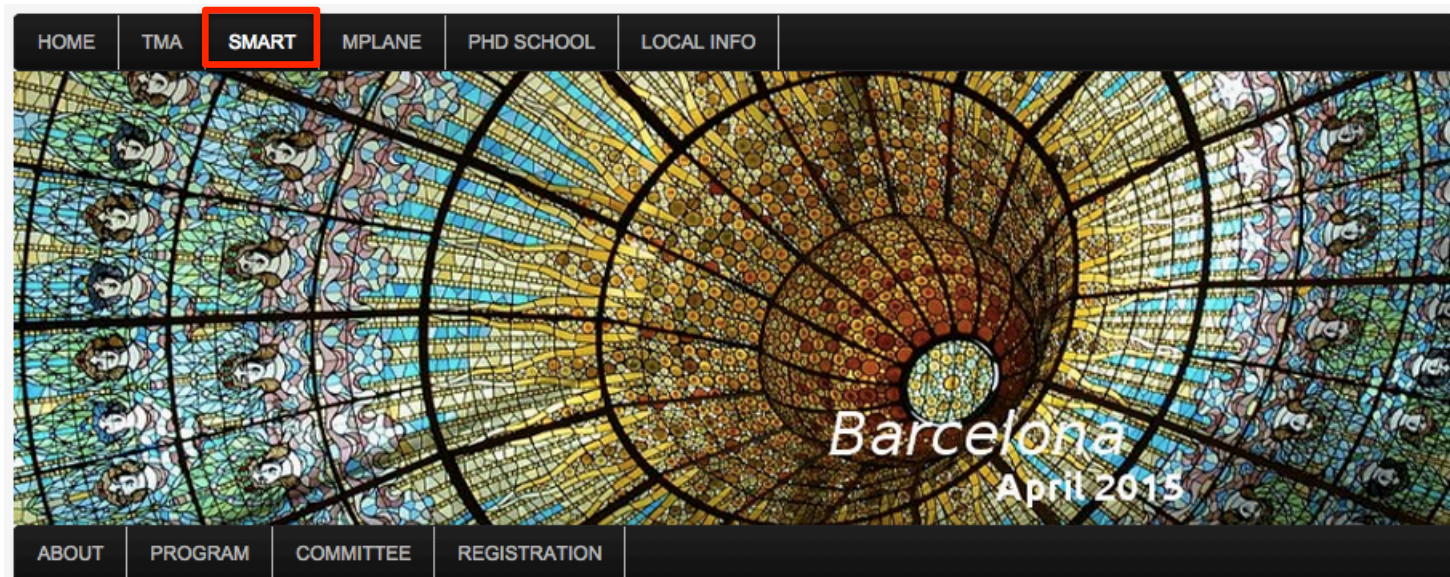 HOME TMA SMART MPLANE PHD SCHOOL LOCAL INFO
Barcelona
April 2015
ABOUT PROGRAM COMMITTEE REGISTRATION